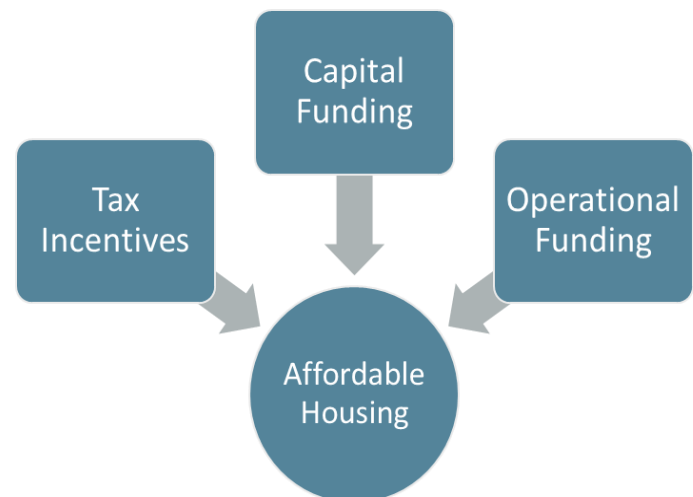 Capital
Funding
Tax
Incentives
Operational
Funding
Affordable
Housing